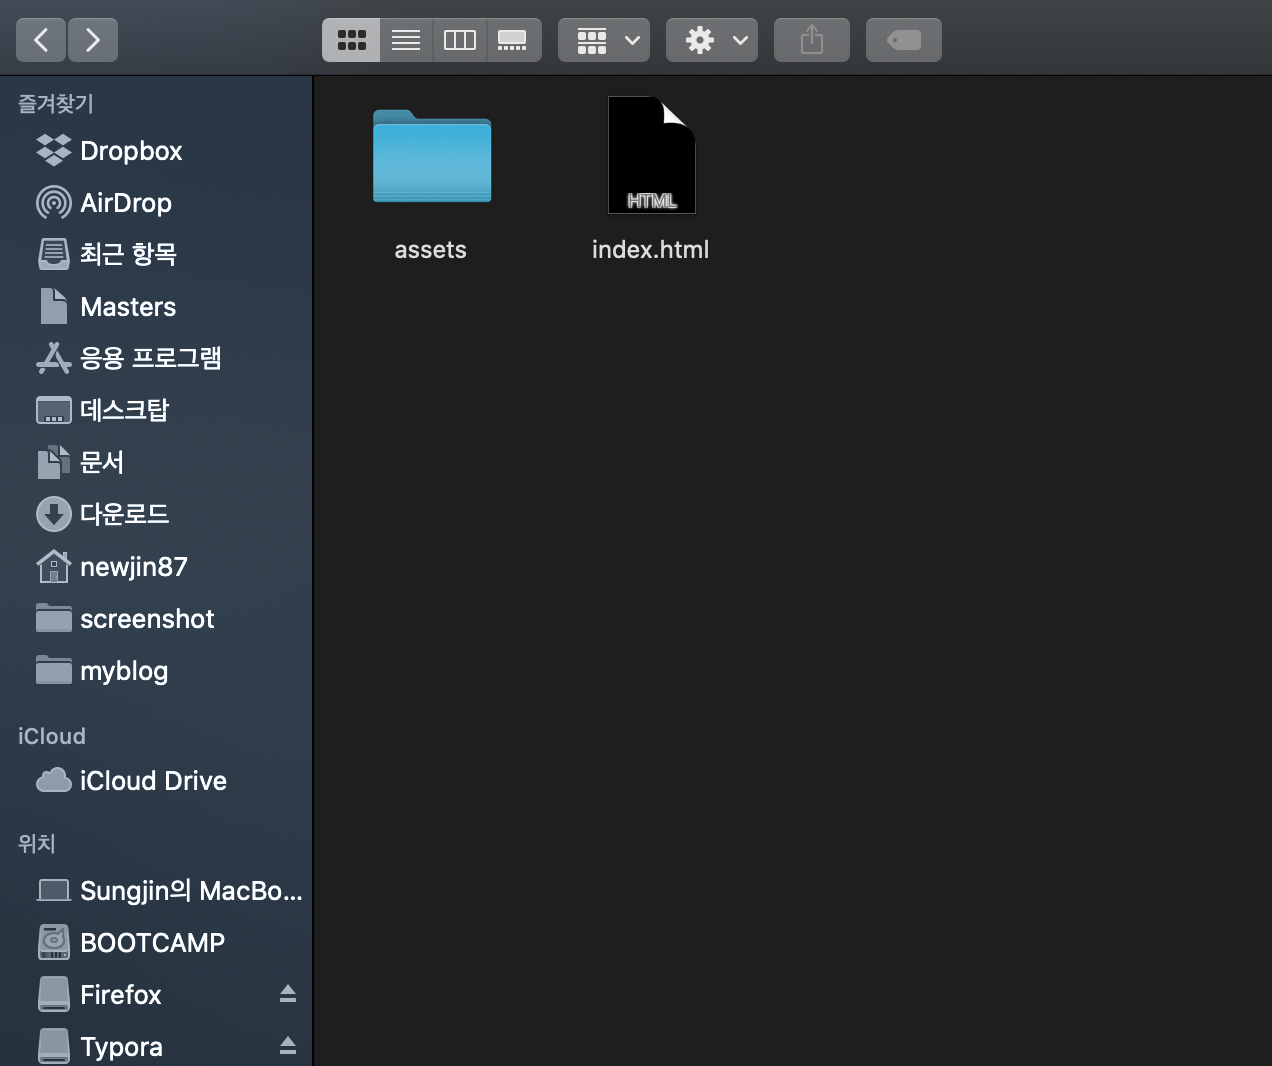 즐겨찾기
Dropbox
AirDrop
최근 항목
Masters
응용 프로그램
데스크탑
문서
다운로드
newjin87
screenshot
myblog
iCloud
iCloud Drive
위치
Sungjin의 MacBo...
BOOTCAMP
Firefox
Typora
HTML
assets
index.html